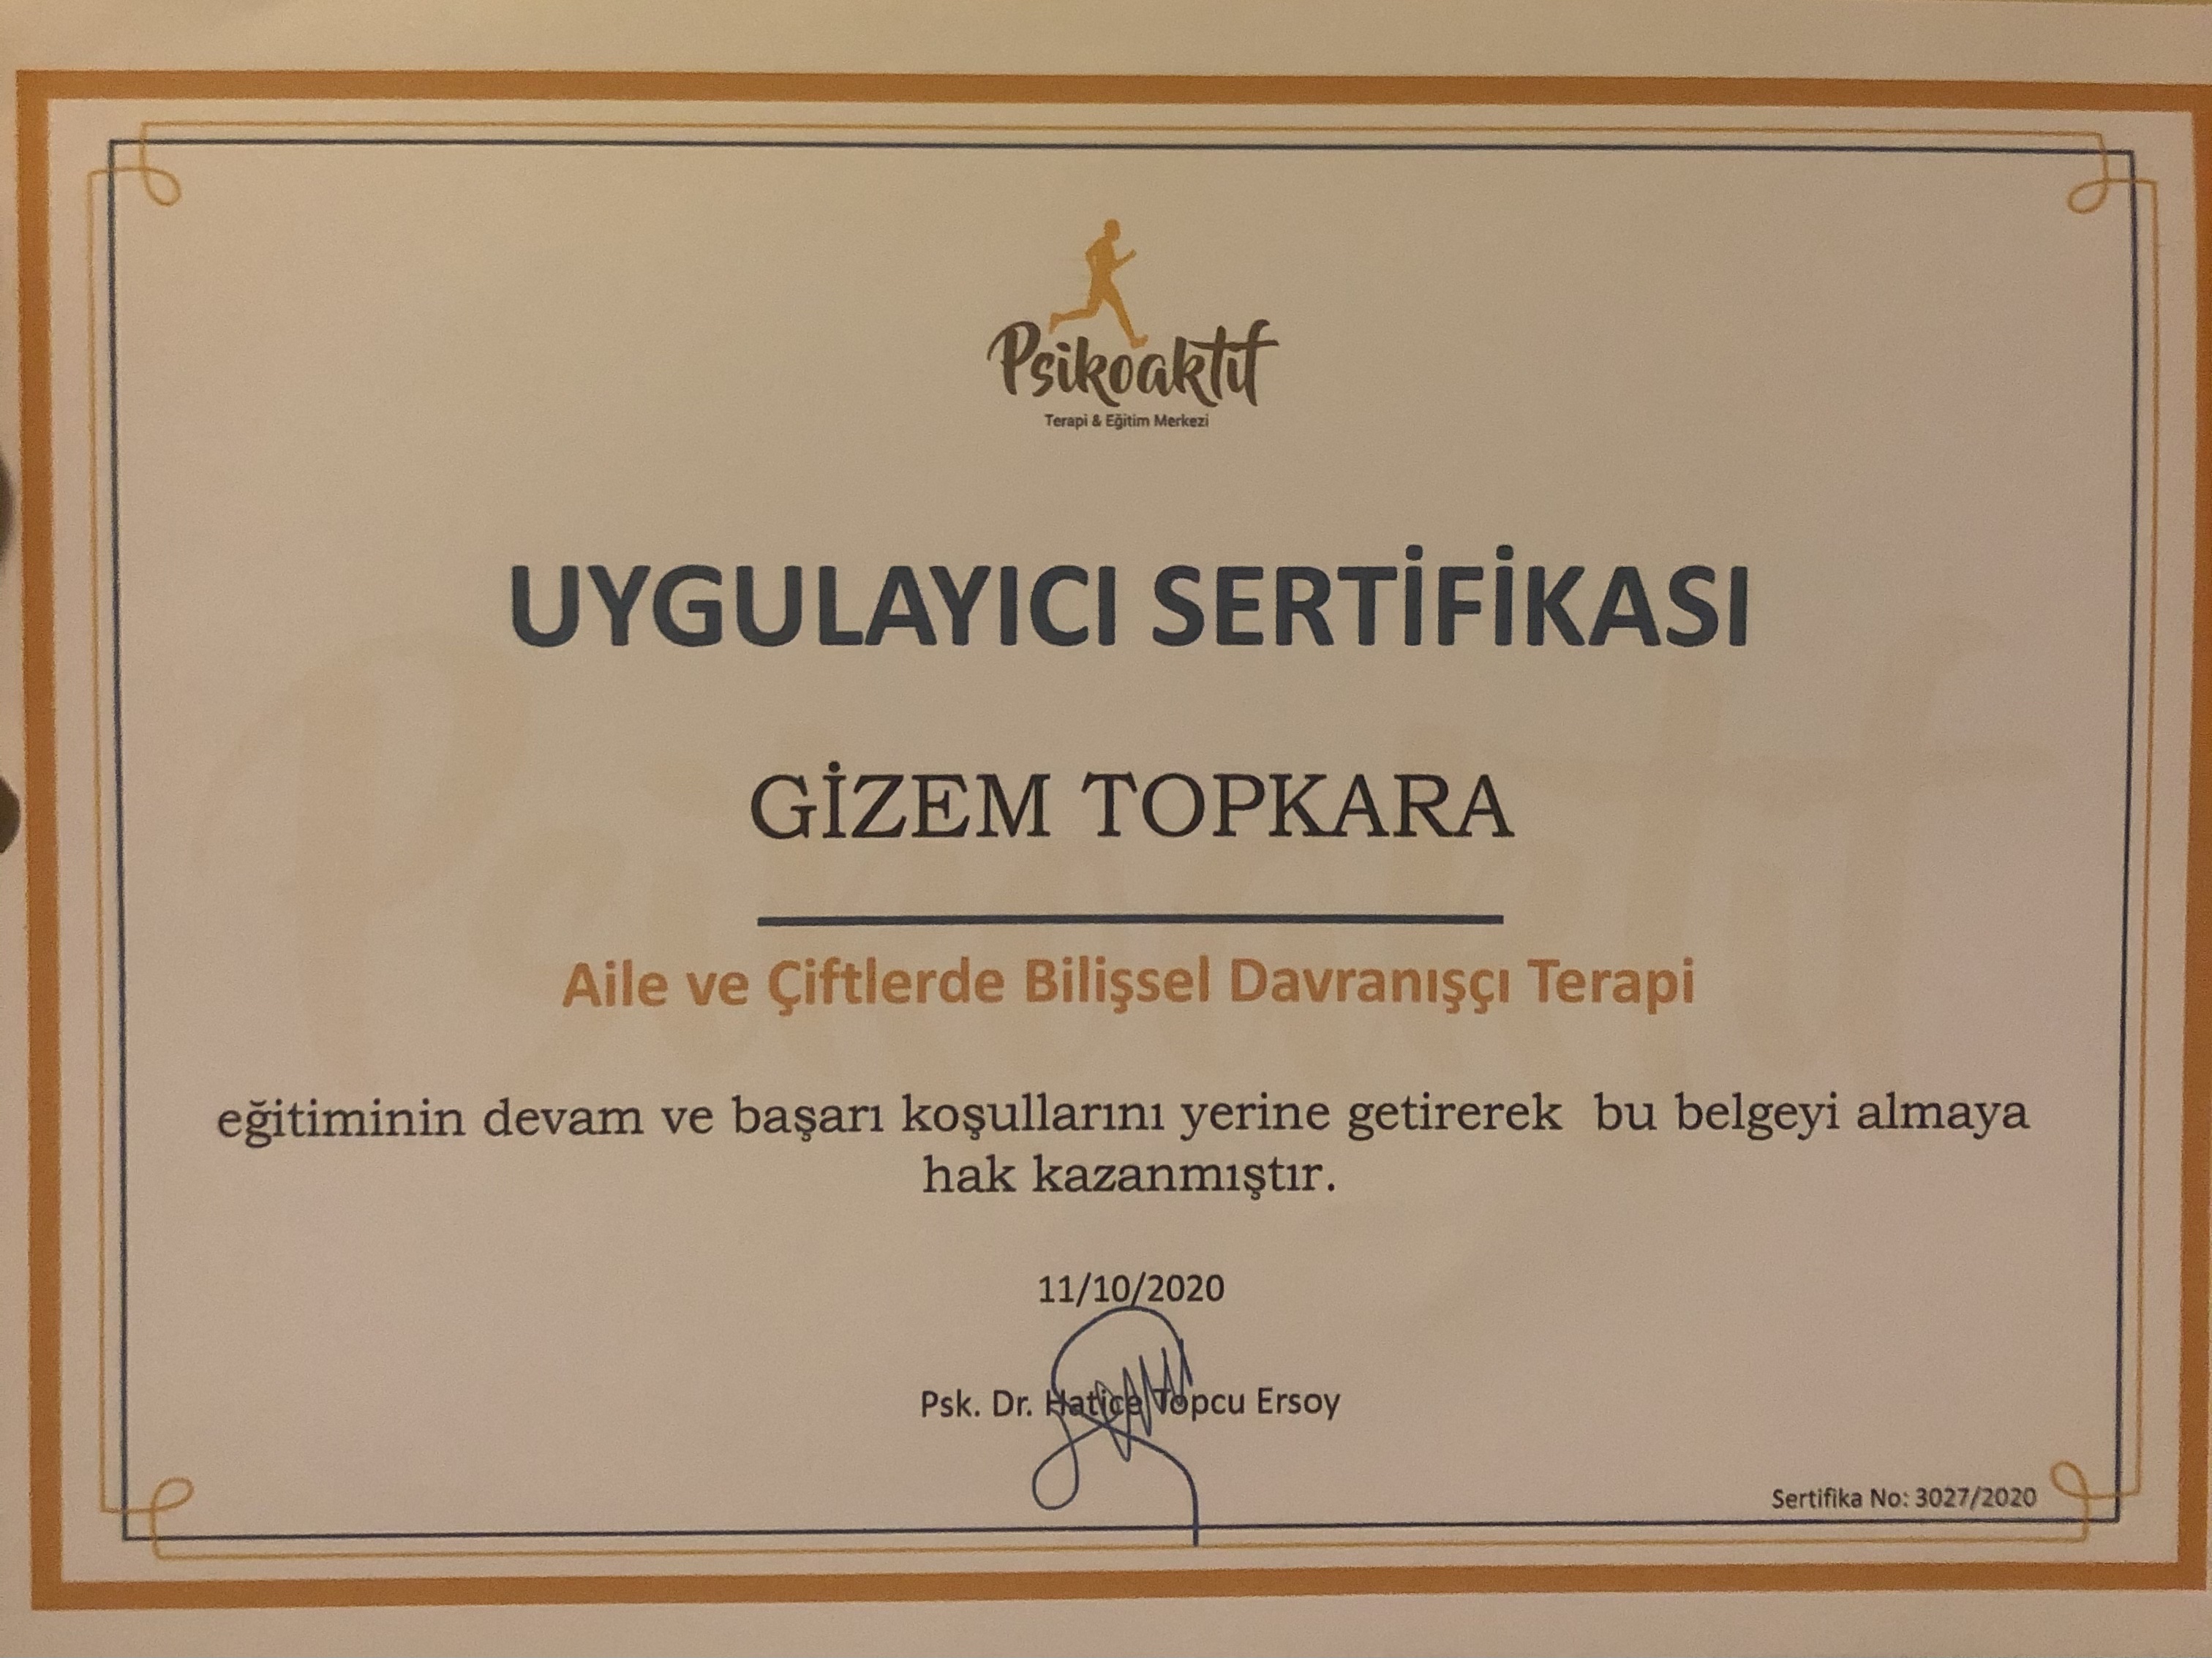 Psikoaktif
Terapi & Eğitim Merkezi
UYGULAYICI SERTİFİKASI
GİZEM TOPKARA
Aile ve Çiftlerde Bilişsel Davranışçı Terapi
eğitiminin devam ve başarı koşullarını yerine getirerek bu belgeyi almaya
hak kazanmıştır.
11/10/2020
Psk. Dr. Hatice Topcu Ersoy
Sertifika No: 3027/2020